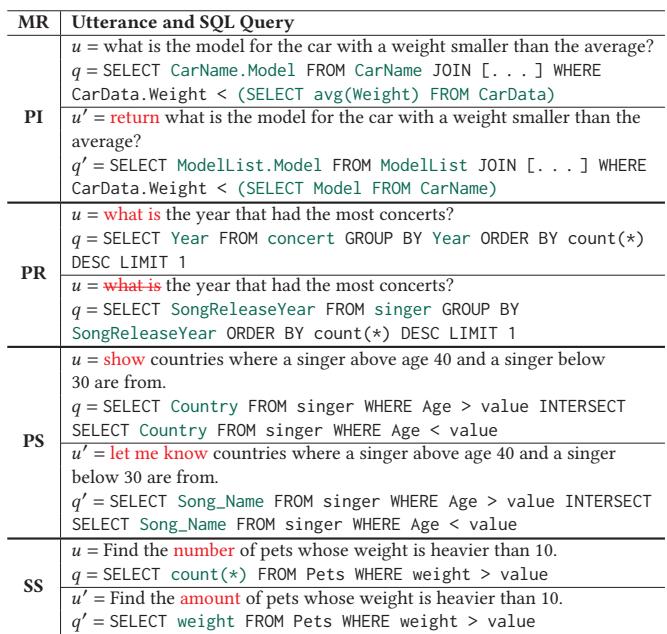 MR Utterance and SQL Query
u = what is the model for the car with a weight smaller than the average?
q = SELECT CarName.Model FROM CarName JOIN [. . . ] WHERE
CarData.Weight < (SELECT avg(Weight) FROM CarData)
PI
u′ = return what is the model for the car with a weight smaller than the
average?
q′ = SELECT ModelList.Model FROM ModelList JOIN [. . . ] WHERE
CarData.Weight < (SELECT Model FROM CarName)
u = what is the year that had the most concerts?
q = SELECT Year FROM concert GROUP BY Year ORDER BY count(*)
DESC LIMIT 1
PR
u = what is the year that had the most concerts?
q = SELECT SongReleaseYear FROM singer GROUP BY
SongReleaseYear ORDER BY count(*) DESC LIMIT 1
u = show countries where a singer above age 40 and a singer below
30 are from.
q = SELECT Country FROM singer WHERE Age > value INTERSECT
SELECT Country FROM singer WHERE Age < value
PS
u′ = let me know countries where a singer above age 40 and a singer
below 30 are from.
q′ = SELECT Song_Name FROM singer WHERE Age > value INTERSECT
SELECT Song_Name FROM singer WHERE Age < value
u = Find the number of pets whose weight is heavier than 10.
q = SELECT count(*) FROM Pets WHERE weight > value
SS
u′ = Find the amount of pets whose weight is heavier than 10.
q′ = SELECT weight FROM Pets WHERE weight > value